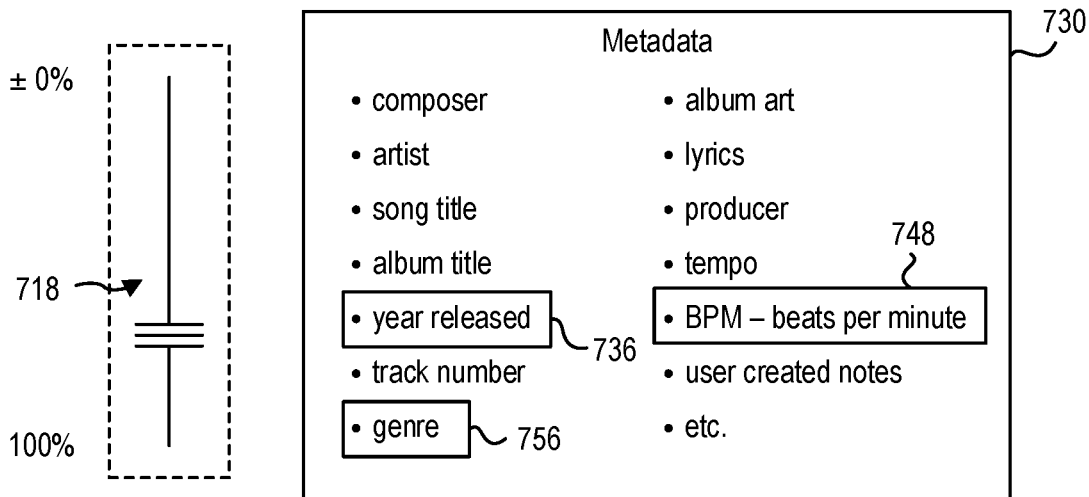 730
Metadata
± 0%
• composer
• artist
• song title
• album title
• year released
• track number
• genre
• album art
• lyrics
• producer
• tempo
• BPM – beats per minute
• user created notes
• etc.
748
718
736
756
100%